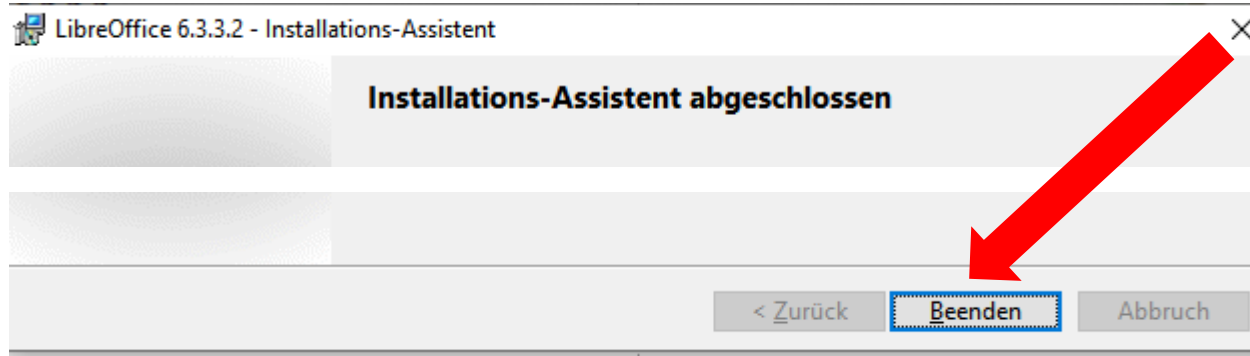 LibreOffice 6.3.3.2 - Installations-Assistent
Installations-Assistent abgeschlossen
< Zurück Beenden Abbruch